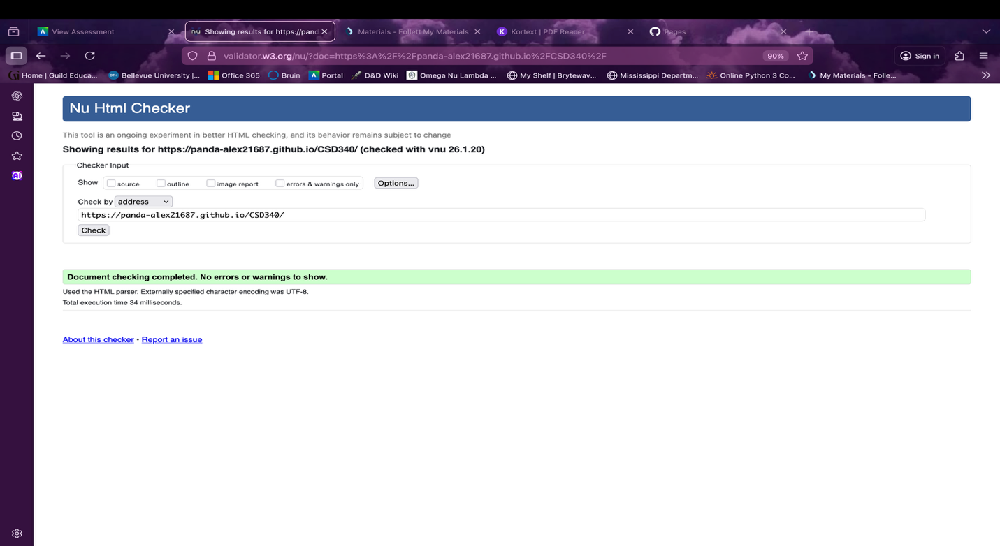 View Assessment
nu Showing results for https://pand
Materials - Follett My Materials
K Kortext | PDF Reader
Pages
validator.w3.org/nu/?doc=https%3A%2F%2Fpanda-alex21687.github.io%2FCSD340%2F
90%
Sign in
Gi Home | Guild Educa...
Bellevue University |...
Office 365
Bruin
Portal
D&D Wiki
Omega Nu Lambda ...
My Shelf | Brytewav...
Mississippi Departm...
Online Python 3 Co...
My Materials - Folle...
AI
Nu Html Checker
This tool is an ongoing experiment in better HTML checking, and its behavior remains subject to change
Showing results for https://panda-alex21687.github.io/CSD340/ (checked with vnu 26.1.20)
Checker Input
Show source outline image report errors & warnings only Options...
Check by address
https://panda-alex21687.github.io/CSD340/
Check
Document checking completed. No errors or warnings to show.
Used the HTML parser. Externally specified character encoding was UTF-8.
Total execution time 34 milliseconds.
About this checker • Report an issue